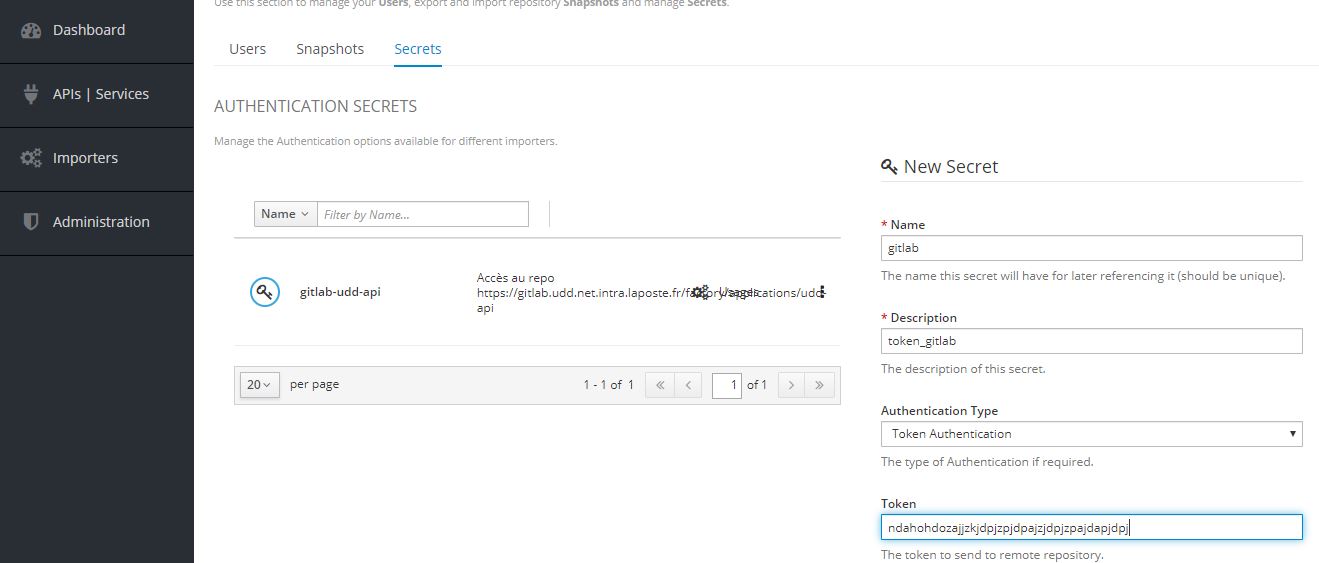 Use this section to manage your Users, export and import repository Snapshots and manage Secrets.
Dashboard
APIs | Services
Importers
Administration
Users Snapshots Secrets
AUTHENTICATION SECRETS
Manage the Authentication options available for different importers.
Name Filter by Name...
gitlab-udd-api
Accès au repo
https://gitlab.udd.net.intra.laposte.fr/factory/applications/udd-
api
Usages
20 per page 1 - 1 of 1 « ‹ 1 of 1 › »
New Secret
* Name
gitlab
The name this secret will have for later referencing it (should be unique).
* Description
token_gitlab
The description of this secret.
Authentication Type
Token Authentication
The type of Authentication if required.
Token
ndahohdozajjzkjdpjzpjdpajzjdpjzpajdapjdpj
The token to send to remote repository.